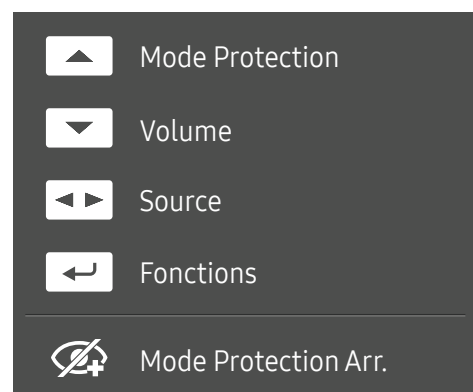 Mode Protection
Volume
Source
Fonctions
Mode Protection Arr.